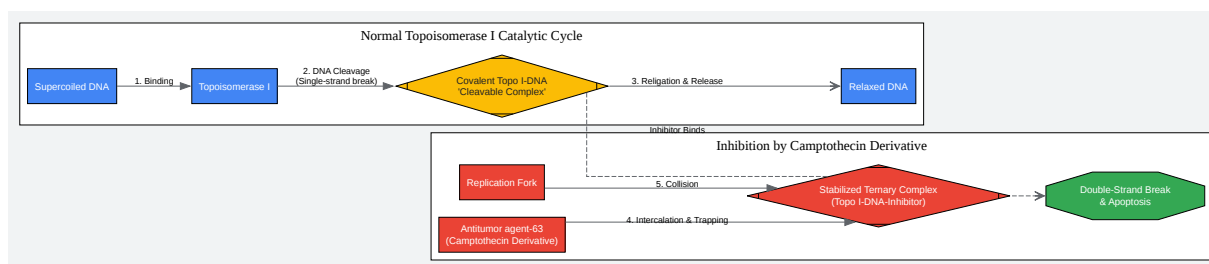 Normal Topoisomerase I Catalytic Cycle
Supercoiled DNA
1. Binding
Topoisomerase I
2. DNA Cleavage
(Single-strand break)
Covalent Topo I-DNA
'Cleavable Complex'
3. Religation & Release
Relaxed DNA
Inhibitor Binds
Inhibition by Camptothecin Derivative
Replication Fork
5. Collision
Stabilized Ternary Complex
(Topo I-DNA-Inhibitor)
Double-Strand Break
& Apoptosis
Antitumor agent-63
(Camptothecin Derivative)
4. Intercalation & Trapping